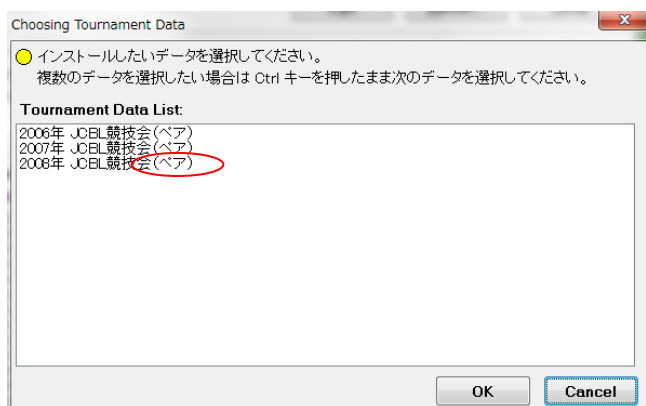 Choosing Tournament Data
インストールしたいデータを選択してください。
複数のデータを選択したい場合は Ctrl キーを押したまま次のデータを選択してください。
Tournament Data List:
2006年 JCBL競技会(ペア)
2007年 JCBL競技会(ペア)
2008年 JCBL競技会(ペア)
OK
Cancel